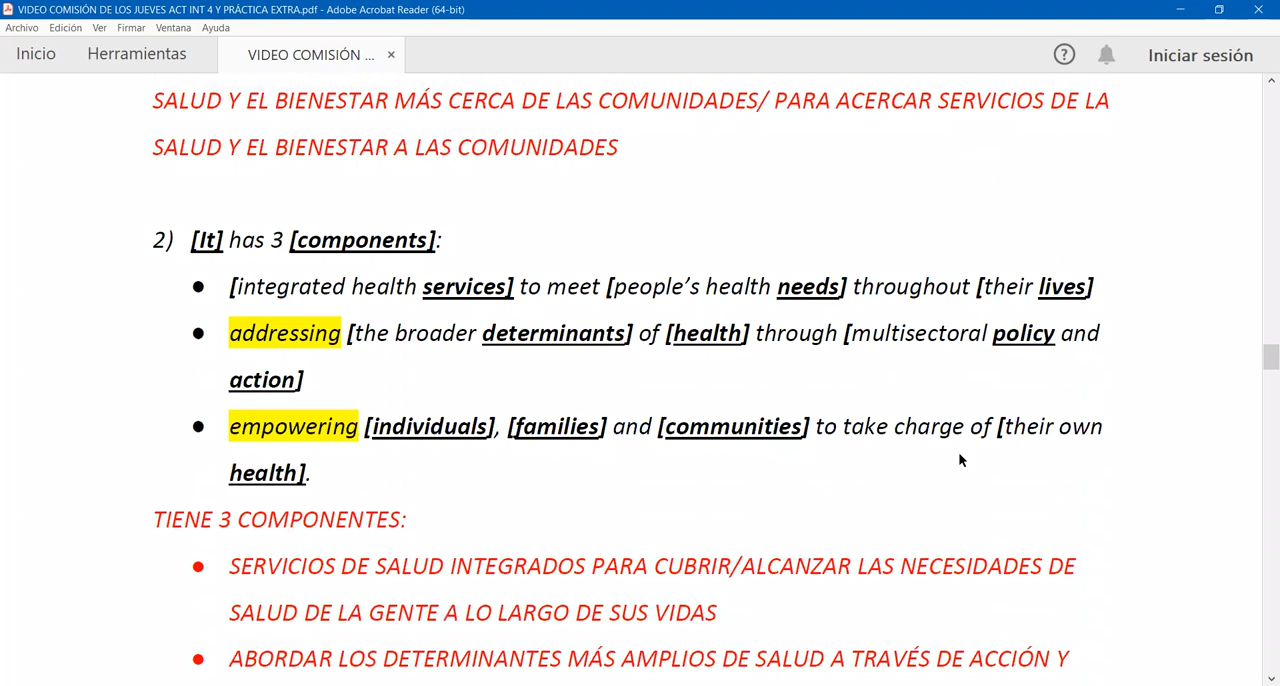 VIDEO COMISIÓN DE LOS JUEVES ACT INT 4 Y PRÁCTICA EXTRA.pdf - Adobe Acrobat Reader (64-bit)
Archivo Edición Ver Firmar Ventana Ayuda
Inicio Herramientas VIDEO COMISIÓN ... × Iniciar sesión
SALUD Y EL BIENESTAR MÁS CERCA DE LAS COMUNIDADES/ PARA ACERCAR SERVICIOS DE LA
SALUD Y EL BIENESTAR A LAS COMUNIDADES
2) [It] has 3 [components]:
● [integrated health services] to meet [people's health needs] throughout [their lives]
● addressing [the broader determinants] of [health] through [multisectoral policy and
action]
● empowering [individuals], [families] and [communities] to take charge of [their own
health].
TIENE 3 COMPONENTES:
● SERVICIOS DE SALUD INTEGRADOS PARA CUBRIR/ALCANZAR LAS NECESIDADES DE
SALUD DE LA GENTE A LO LARGO DE SUS VIDAS
● ABORDAR LOS DETERMINANTES MÁS AMPLIOS DE SALUD A TRAVÉS DE ACCIÓN Y